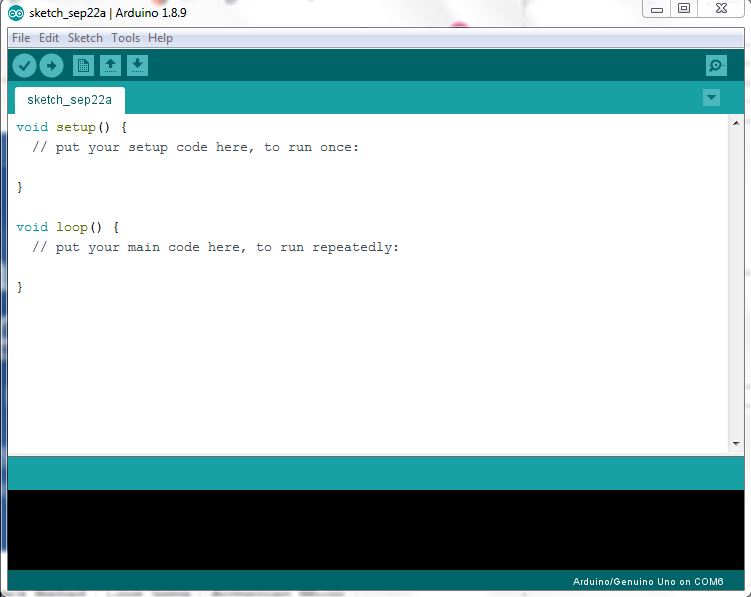 sketch_sep22a | Arduino 1.8.9
File Edit Sketch Tools Help
sketch_sep22a
void setup() {
  // put your setup code here, to run once:
}
void loop() {
  // put your main code here, to run repeatedly:
}
Arduino/Genuino Uno on COM6